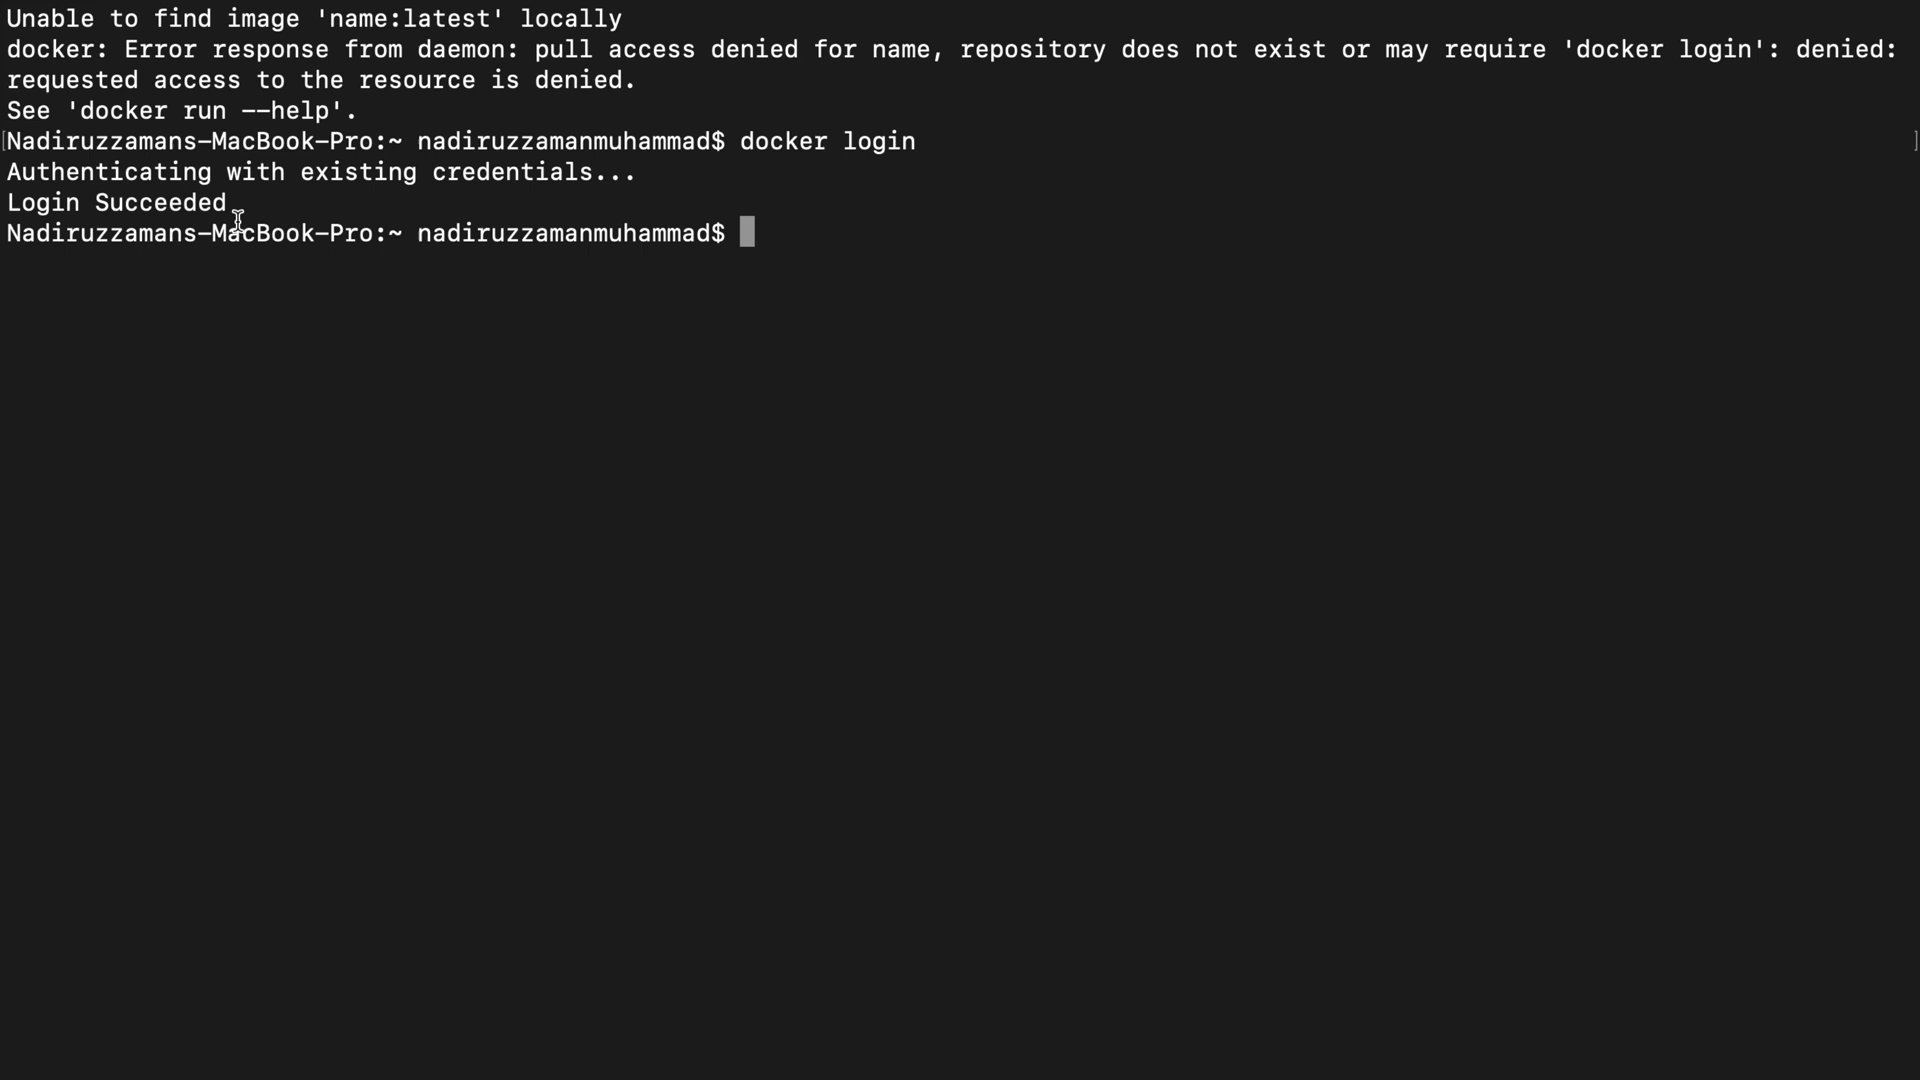 Unable to find image 'name:latest' locally
docker: Error response from daemon: pull access denied for name, repository does not exist or may require 'docker login': denied:
requested access to the resource is denied.
See 'docker run --help'.
[Nadiruzzamans-MacBook-Pro:~ nadiruzzamanmuhammad$ docker login ]
Authenticating with existing credentials...
Login Succeeded
Nadiruzzamans-MacBook-Pro:~ nadiruzzamanmuhammad$